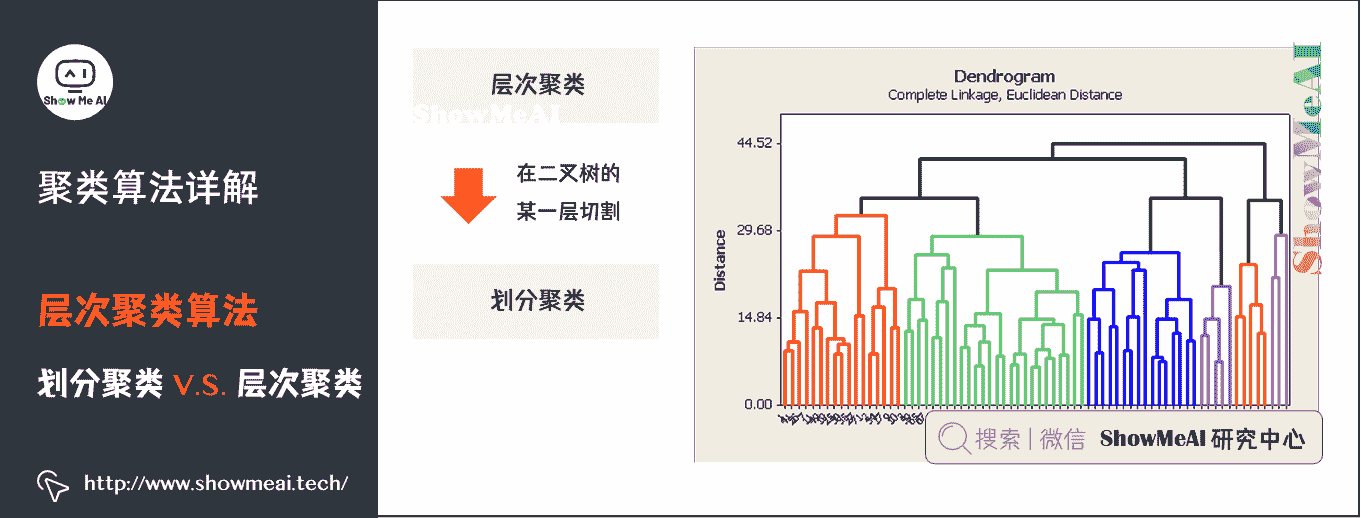 Show Me AI
聚类算法详解
层次聚类算法
划分聚类 V.S. 层次聚类
http://www.showmeai.tech/
层次聚类
ShowMeAI
在二叉树的
某一层切割
划分聚类
Dendrogram
Complete Linkage, Euclidean Distance
44.52
29.68
14.84
0.00
Distance
ShowMeAI
搜索 | 微信 ShowMeAI 研究中心